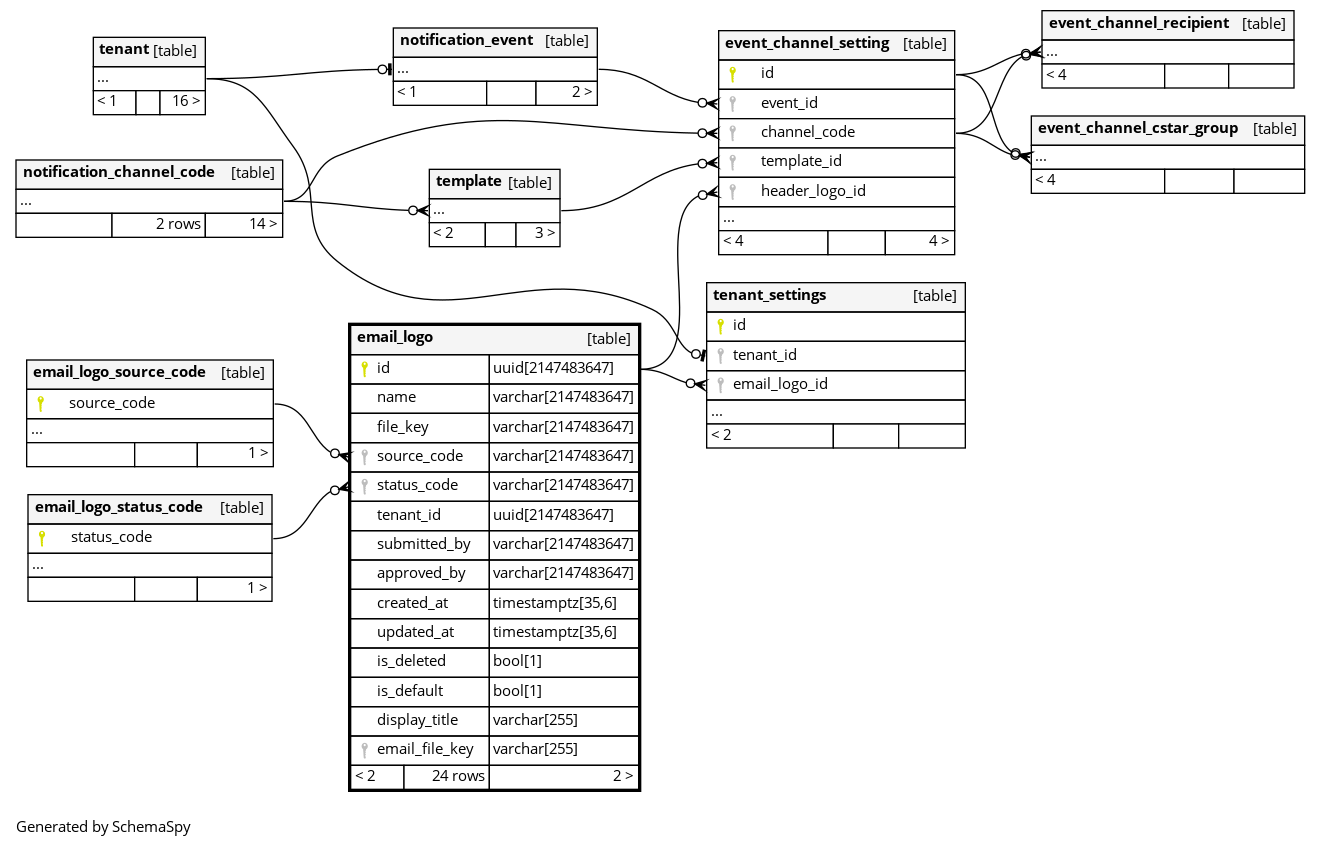 tenant [table]
...
< 1 16 >
notification_event [table]
...
< 1 2 >
event_channel_setting [table]
id
event_id
channel_code
template_id
header_logo_id
...
< 4 4 >
event_channel_recipient [table]
...
< 4
event_channel_cstar_group [table]
...
< 4
notification_channel_code [table]
...
2 rows 14 >
template [table]
...
< 2 3 >
tenant_settings [table]
id
tenant_id
email_logo_id
...
< 2
email_logo_source_code [table]
source_code
...
1 >
email_logo_status_code [table]
status_code
...
1 >
email_logo [table]
id uuid[2147483647]
name varchar[2147483647]
file_key varchar[2147483647]
source_code varchar[2147483647]
status_code varchar[2147483647]
tenant_id uuid[2147483647]
submitted_by varchar[2147483647]
approved_by varchar[2147483647]
created_at timestamptz[35,6]
updated_at timestamptz[35,6]
is_deleted bool[1]
is_default bool[1]
display_title varchar[255]
email_file_key varchar[255]
< 2 24 rows 2 >
Generated by SchemaSpy